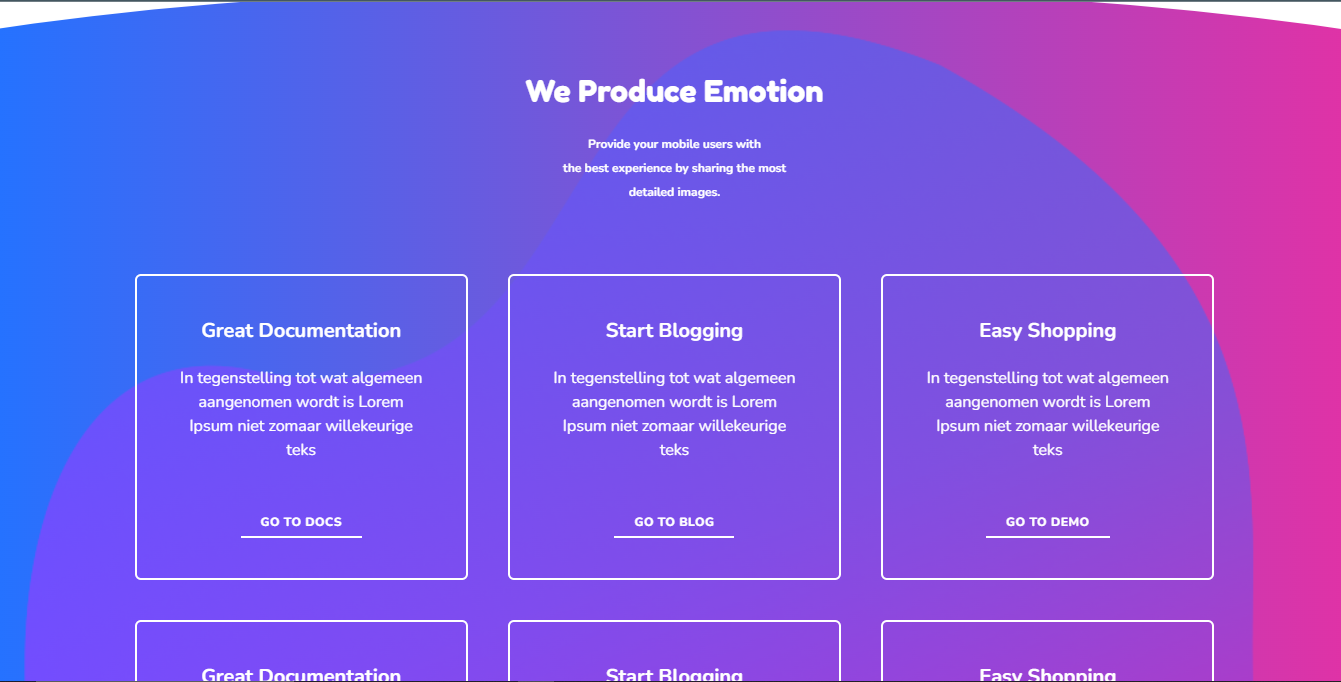 We Produce Emotion
Provide your mobile users with
the best experience by sharing the most
detailed images.
Great Documentation
In tegenstelling tot wat algemeen
aangenomen wordt is Lorem
Ipsum niet zomaar willekeurige
teks
GO TO DOCS
Start Blogging
In tegenstelling tot wat algemeen
aangenomen wordt is Lorem
Ipsum niet zomaar willekeurige
teks
GO TO BLOG
Easy Shopping
In tegenstelling tot wat algemeen
aangenomen wordt is Lorem
Ipsum niet zomaar willekeurige
teks
GO TO DEMO
Great Documentation
Start Blogging
Easy Shopping